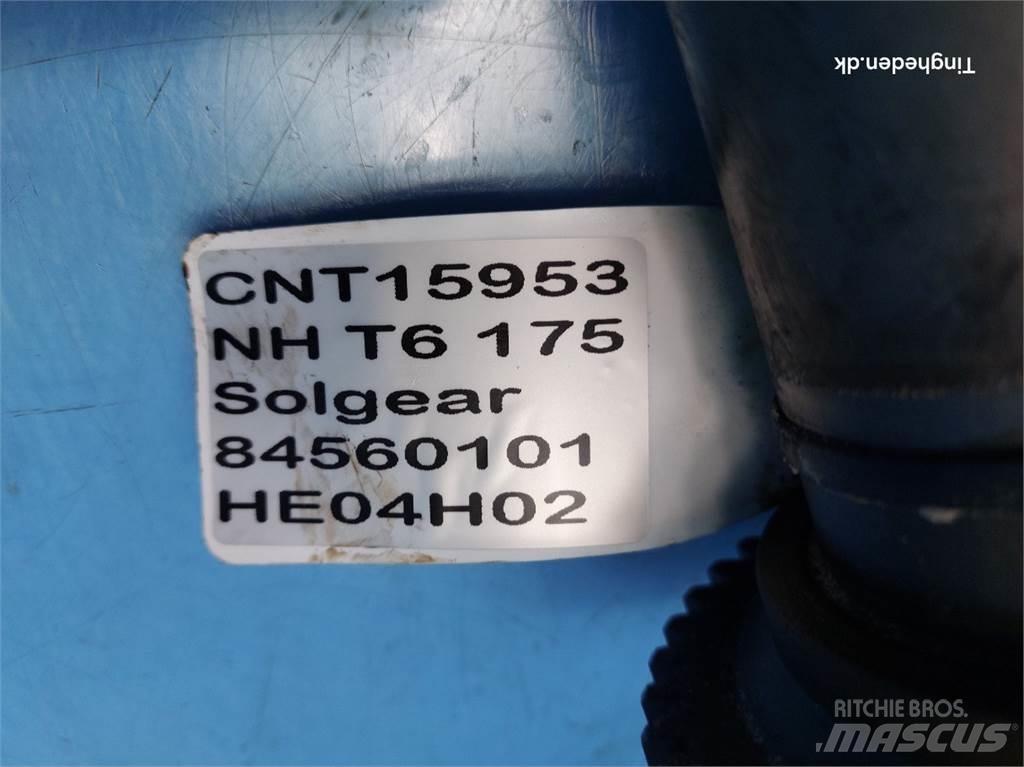 Tingheden.dk
CNT15953
NH T6 175
Solgear
84560101
HE04H02
RITCHIE BROS.
MASCUS